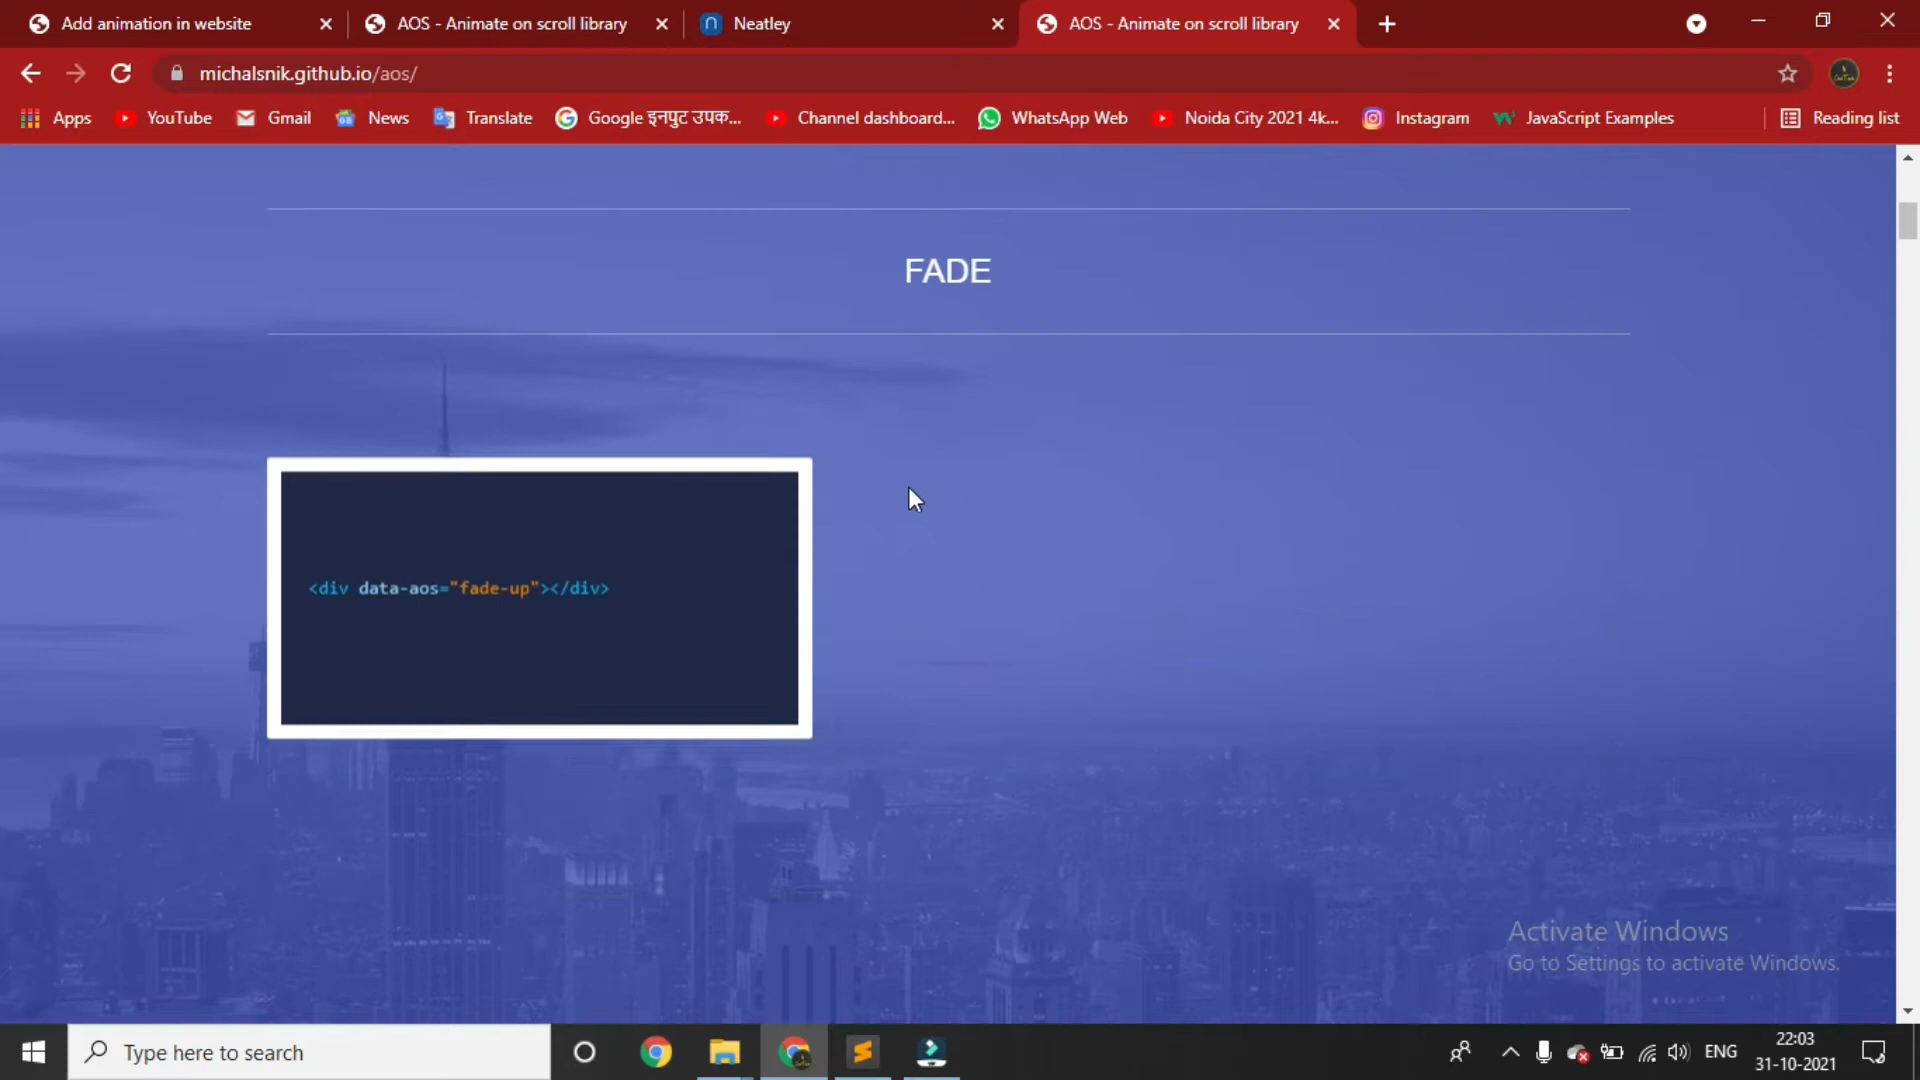 Add animation in website
AOS - Animate on scroll library
Neatley
AOS - Animate on scroll library
michalsnik.github.io/aos/
Apps
YouTube
Gmail
News
Translate
Google इनपुट उपक...
Channel dashboard...
WhatsApp Web
Noida City 2021 4k...
Instagram
JavaScript Examples
Reading list
FADE
<div data-aos="fade-up"></div>
Activate Windows
Go to Settings to activate Windows.
Type here to search
ENG
22:03
31-10-2021